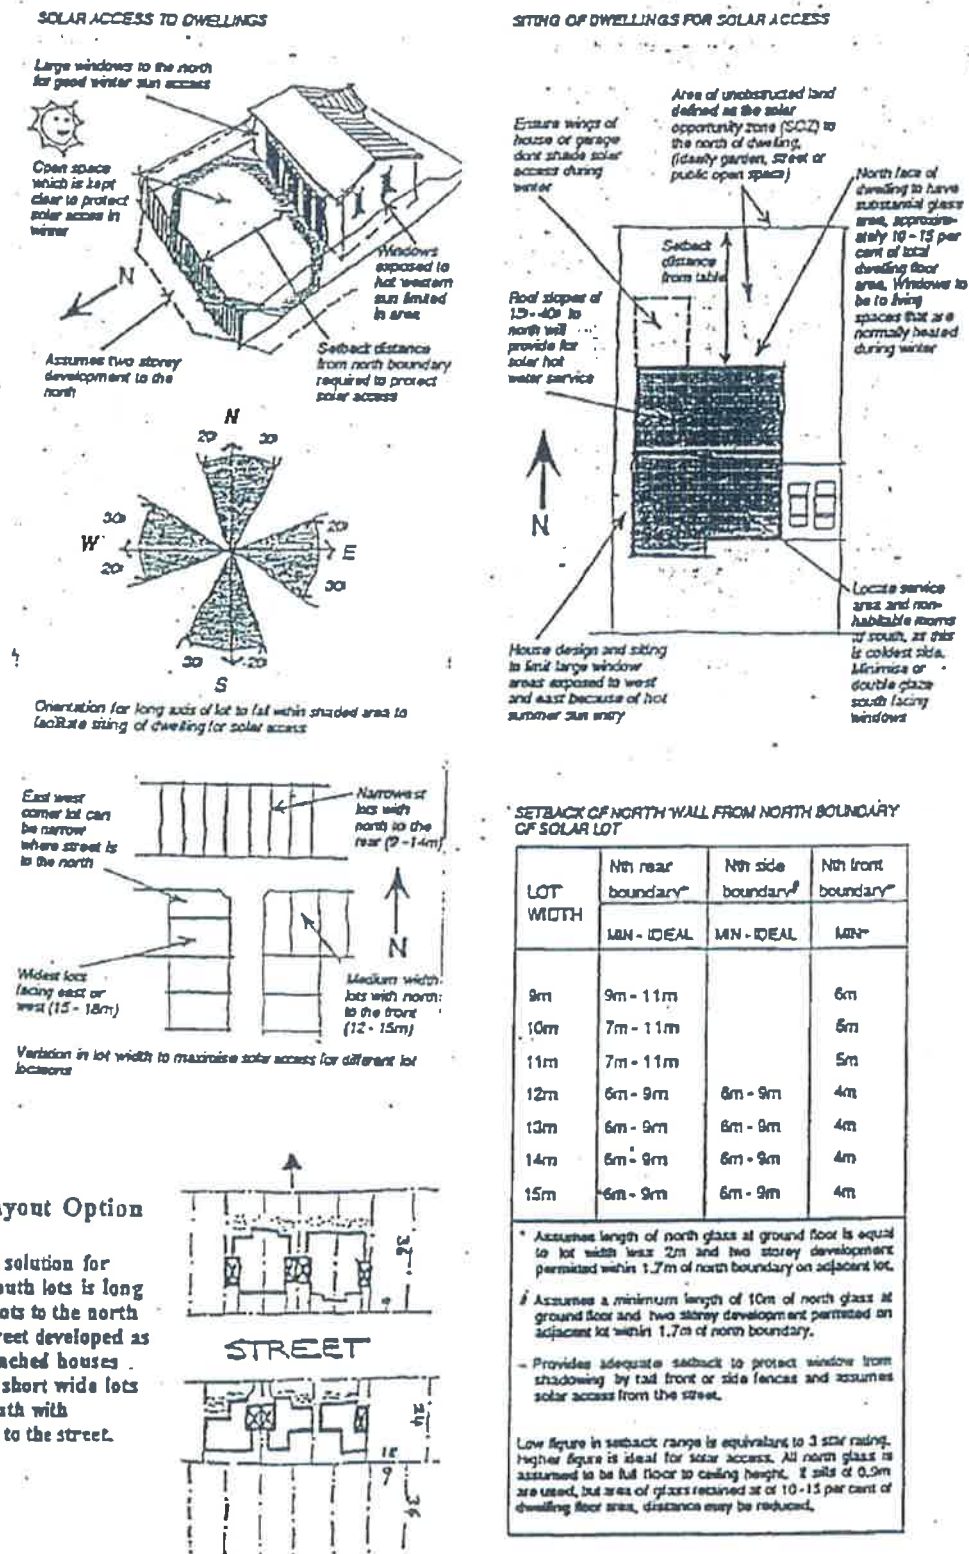 SOLAR ACCESS TO DWELLINGS
Large windows to the north
for good winter sun access
Open space
which is kept
clear to protect
solar access in
winter
N
Windows
exposed to
hot western
sun limited
in area
Assumes two storey
development to the
north
Setback distance
from north boundary
required to protect
solar access
N
20 30
30 20
W E
20 30
30 20
S
Orientation for long axis of lot to fall within shaded area to
facilitate siting of dwelling for solar access
East west
corner lot can
be narrow
where street is
to the north
Narrowest
lots with
north to the
rear (9 - 14m)
N
Widest lots
facing east or
west (15 - 18m)
Medium width
lots with north
to the front
(12 - 15m)
Variation in lot width to maximise solar access for different lot
locations
yout Option
solution for
outh lots is long
ots to the north
reet developed as
ached houses
short wide lots
ath with
to the street.
36
9
STREET
24
18
9
36
SITING OF DWELLINGS FOR SOLAR ACCESS
Ensure wings of
house or garage
dont shade solar
access during
winter
Area of unobstructed land
defined as the solar
opportunity zone (SOZ) to
the north of dwelling,
(ideally garden, street or
public open space)
North face of
dwelling to have
substantial glass
area, approxim-
ately 10 - 15 per
cent of total
dwelling floor
area. Windows to
be to living
spaces that are
normally heated
during winter
Setback
distance
from table
Roof slopes of
to
north will
provide for
solar hot
water service
N
House design and siting
to limit large window
areas exposed to west
and east because of hot
summer sun entry
Locate service
area and non-
habitable rooms
south, as this
is coldest side.
Minimise or
double glaze
south facing
windows
SETBACK OF NORTH WALL FROM NORTH BOUNDARY
OF SOLAR LOT
LOT WIDTH
Nth rear boundary*
Nth side boundary#
Nth front boundary~
MIN - IDEAL MIN - IDEAL MIN~
9m 9m - 11m 6m
10m 7m - 11m 5m
11m 7m - 11m 5m
12m 6m - 9m 6m - 9m 4m
13m 6m - 9m 6m - 9m 4m
14m 6m - 9m 6m - 9m 4m
15m 6m - 9m 6m - 9m 4m
* Assumes length of north glass at ground floor is equal
to lot width less 2m and two storey development
permitted within 1.7m of north boundary on adjacent lot.
# Assumes a minimum length of 10m of north glass at
ground floor and two storey development permitted on
adjacent lot within 1.7m of north boundary.
~ Provides adequate setback to protect window from
shadowing by tall front or side fences and assumes
solar access from the street.
Low figure in setback range is equivalent to 3 star rating.
Higher figure is ideal for solar access. All north glass is
assumed to be full floor to ceiling height. If sills of 0.9m
are used, but area of glass retained at of 10-15 per cent of
dwelling floor area, distance may be reduced.